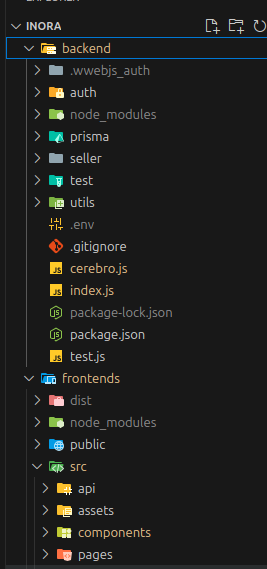 INORA
backend
.wwebjs_auth
auth
node_modules
prisma
seller
test
utils
.env
.gitignore
cerebro.js
index.js
package-lock.json
package.json
test.js
frontends
dist
node_modules
public
src
api
assets
components
pages